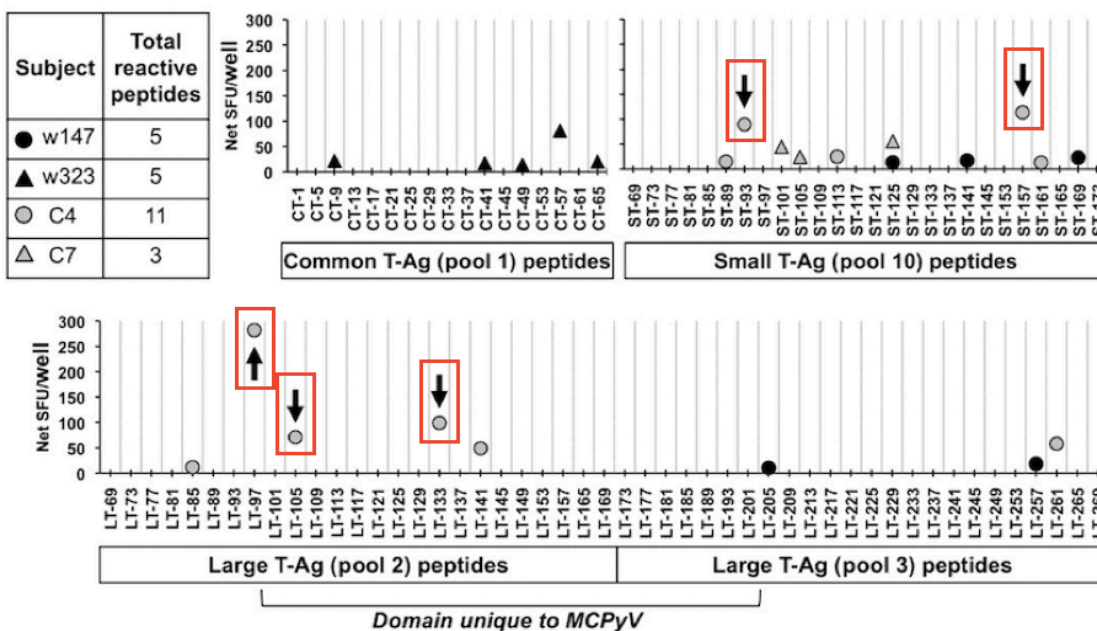 Subject
Total reactive peptides
w147 5
w323 5
C4 11
C7 3
Net SFU/well
300
250
200
150
100
50
0
CT-1 CT-5 CT-9 CT-13 CT-17 CT-21 CT-25 CT-29 CT-33 CT-37 CT-41 CT-45 CT-49 CT-53 CT-57 CT-61 CT-65
Common T-Ag (pool 1) peptides
Net SFU/well
300
250
200
150
100
50
0
ST-69 ST-73 ST-77 ST-81 ST-85 ST-89 ST-93 ST-97 ST-101 ST-105 ST-109 ST-113 ST-117 ST-121 ST-125 ST-129 ST-133 ST-137 ST-141 ST-145 ST-153 ST-157 ST-161 ST-165 ST-169
Small T-Ag (pool 10) peptides
Net SFU/well
300
250
200
150
100
50
0
LT-69 LT-73 LT-77 LT-81 LT-85 LT-89 LT-93 LT-97 LT-101 LT-105 LT-109 LT-113 LT-117 LT-121 LT-125 LT-129 LT-133 LT-137 LT-141 LT-145 LT-149 LT-153 LT-157 LT-165 LT-169 LT-173 LT-177 LT-181 LT-185 LT-189 LT-193 LT-201 LT-205 LT-209 LT-213 LT-217 LT-221 LT-225 LT-229 LT-233 LT-237 LT-241 LT-245 LT-249 LT-253 LT-257 LT-261 LT-265
Large T-Ag (pool 2) peptides
Large T-Ag (pool 3) peptides
Domain unique to MCPyV